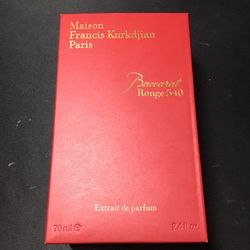 Maison
Francis Kurkdjian
Paris
Baccarat
Rouge 540
Extrait de parfum
70 ml ℮ 2.4 fl. oz.